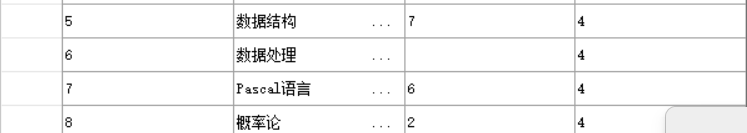 5 数据结构 ... 7 4
6 数据处理 ... 4
7 Pascal语言 ... 6 4
8 概率论 ... 2 4